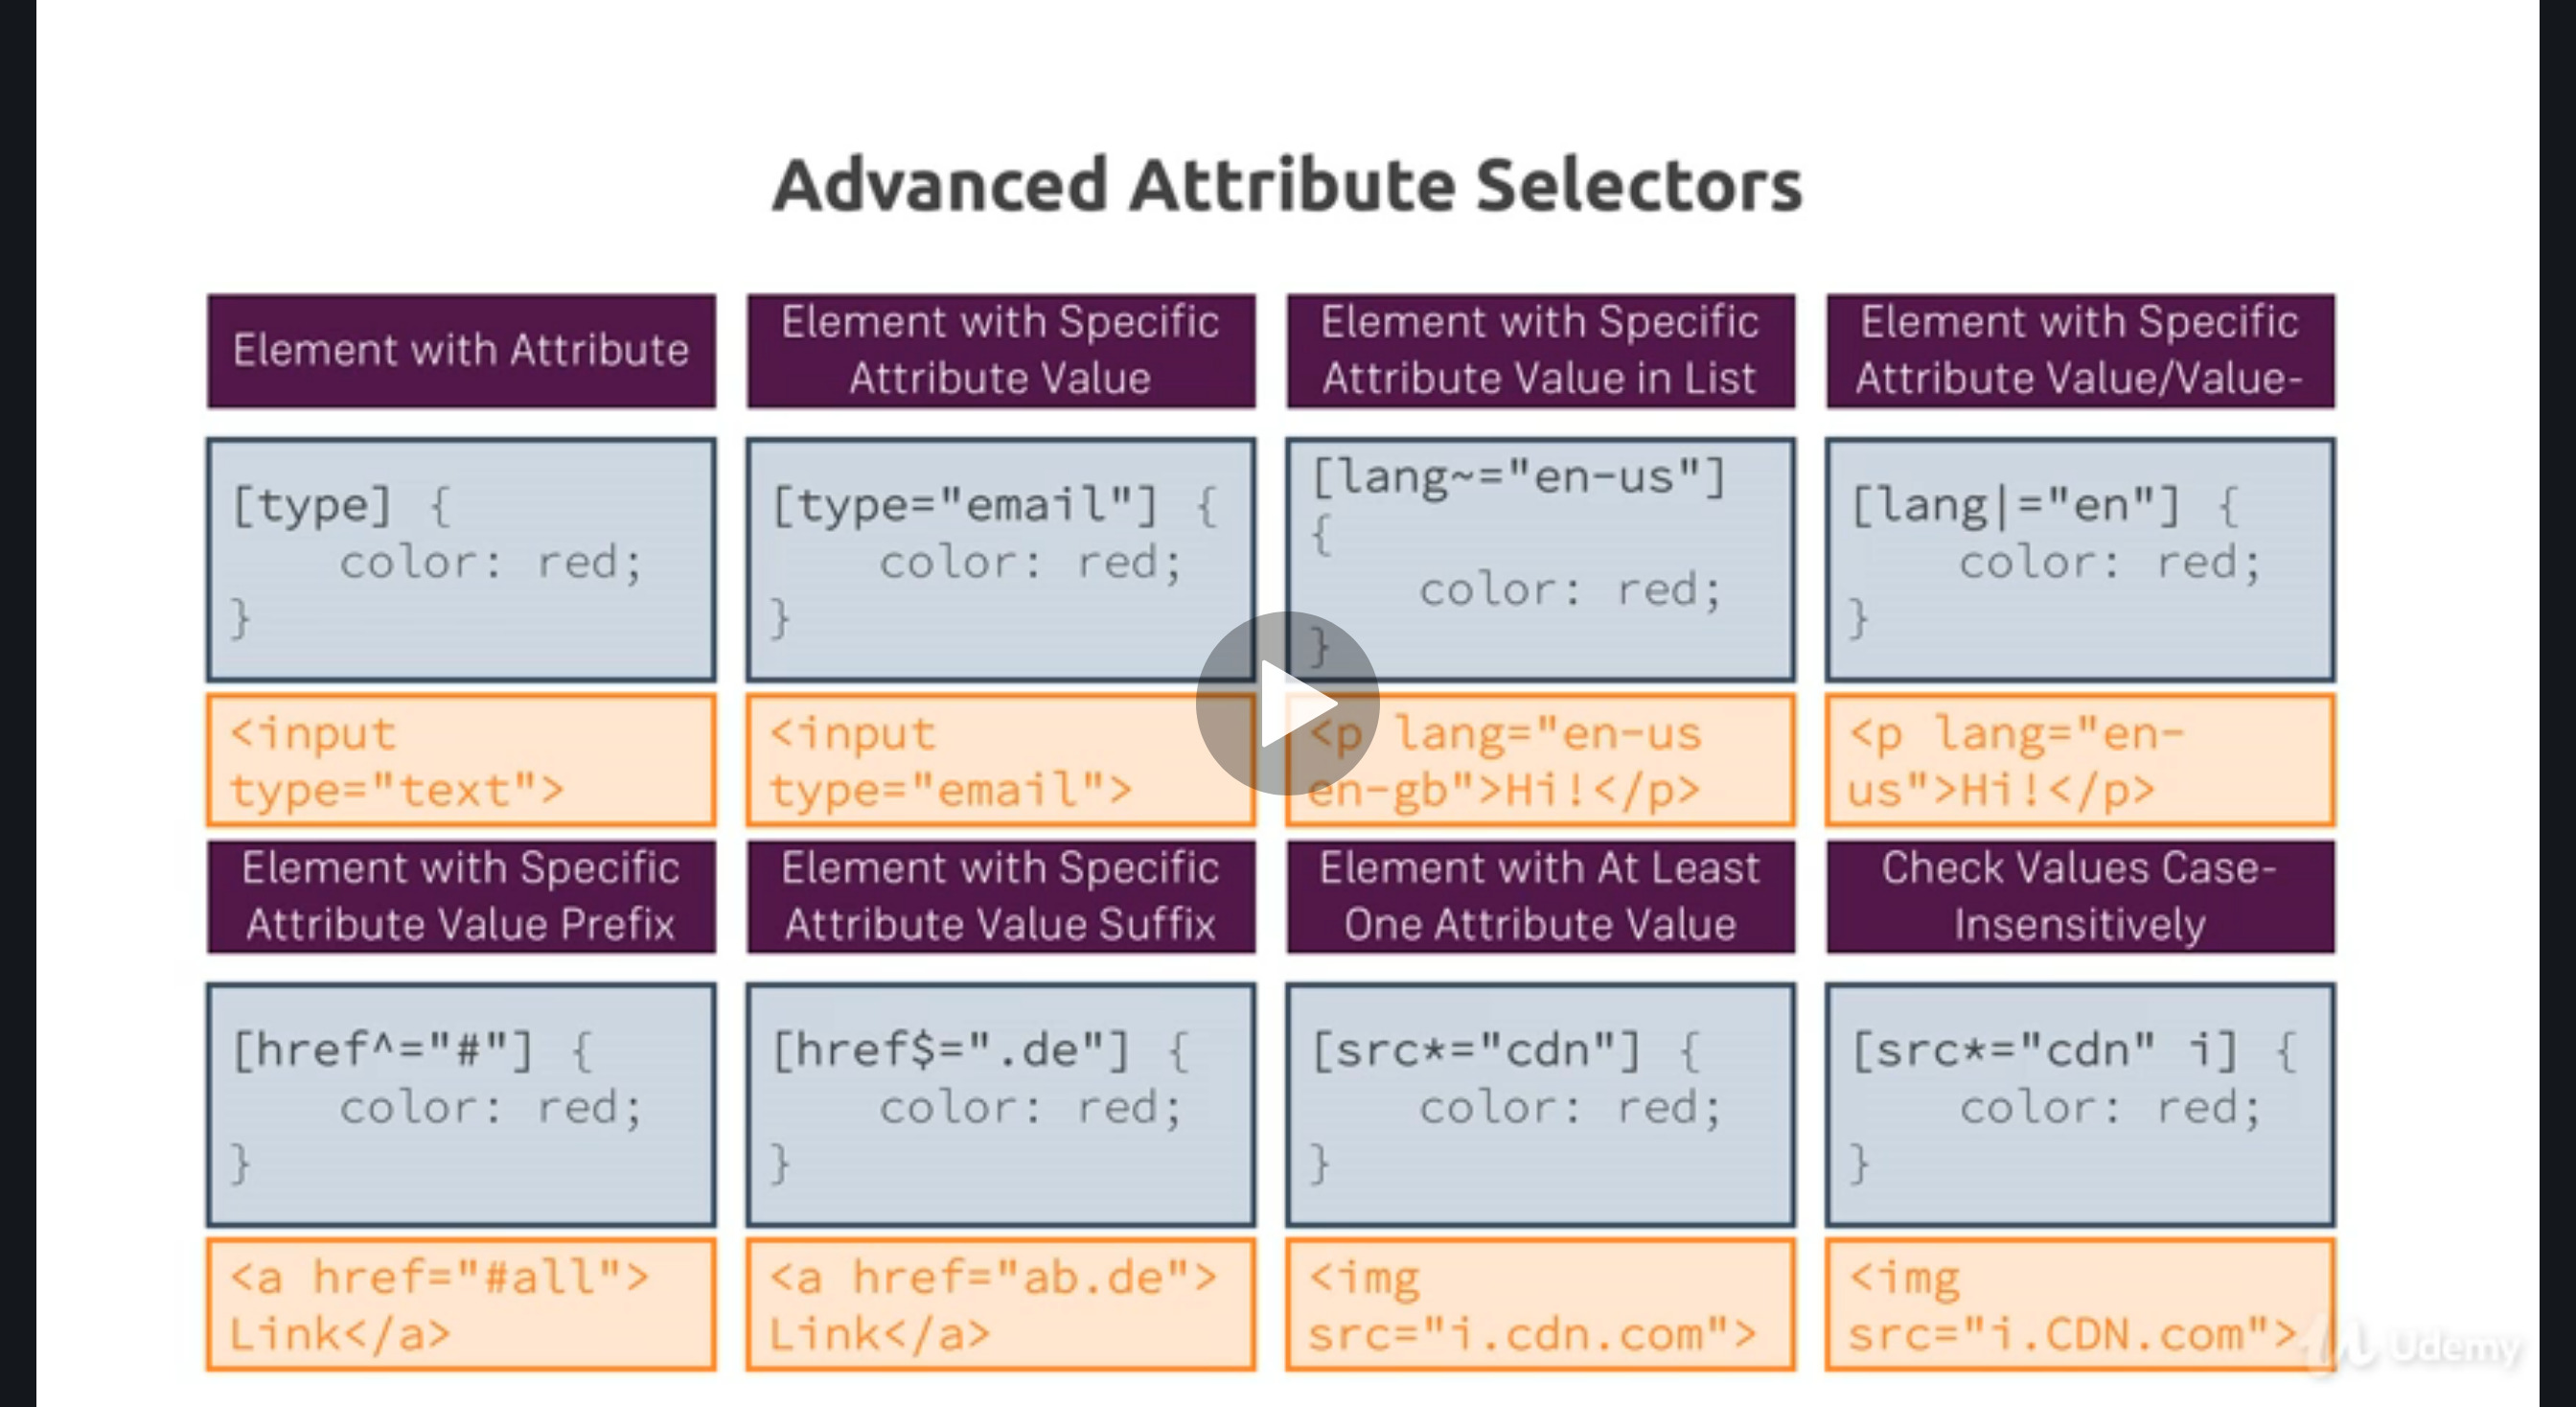 Advanced Attribute Selectors
Element with Attribute
[type] {
color: red;
}
<input
type="text">
Element with Specific
Attribute Value
[type="email"] {
color: red;
}
<input
type="email">
Element with Specific
Attribute Value in List
[lang~="en-us"]
{
color: red;
}
<p lang="en-us
en-gb">Hi!</p>
Element with Specific
Attribute Value/Value-
[lang|="en"] {
color: red;
}
<p lang="en-
us">Hi!</p>
Element with Specific
Attribute Value Prefix
[href^="#"] {
color: red;
}
<a href="#all">
Link</a>
Element with Specific
Attribute Value Suffix
[href$=".de"] {
color: red;
}
<a href="ab.de">
Link</a>
Element with At Least
One Attribute Value
[src*="cdn"] {
color: red;
}
<img
src="i.cdn.com">
Check Values Case-
Insensitively
[src*="cdn" i] {
color: red;
}
<img
src="i.CDN.com">
Udemy